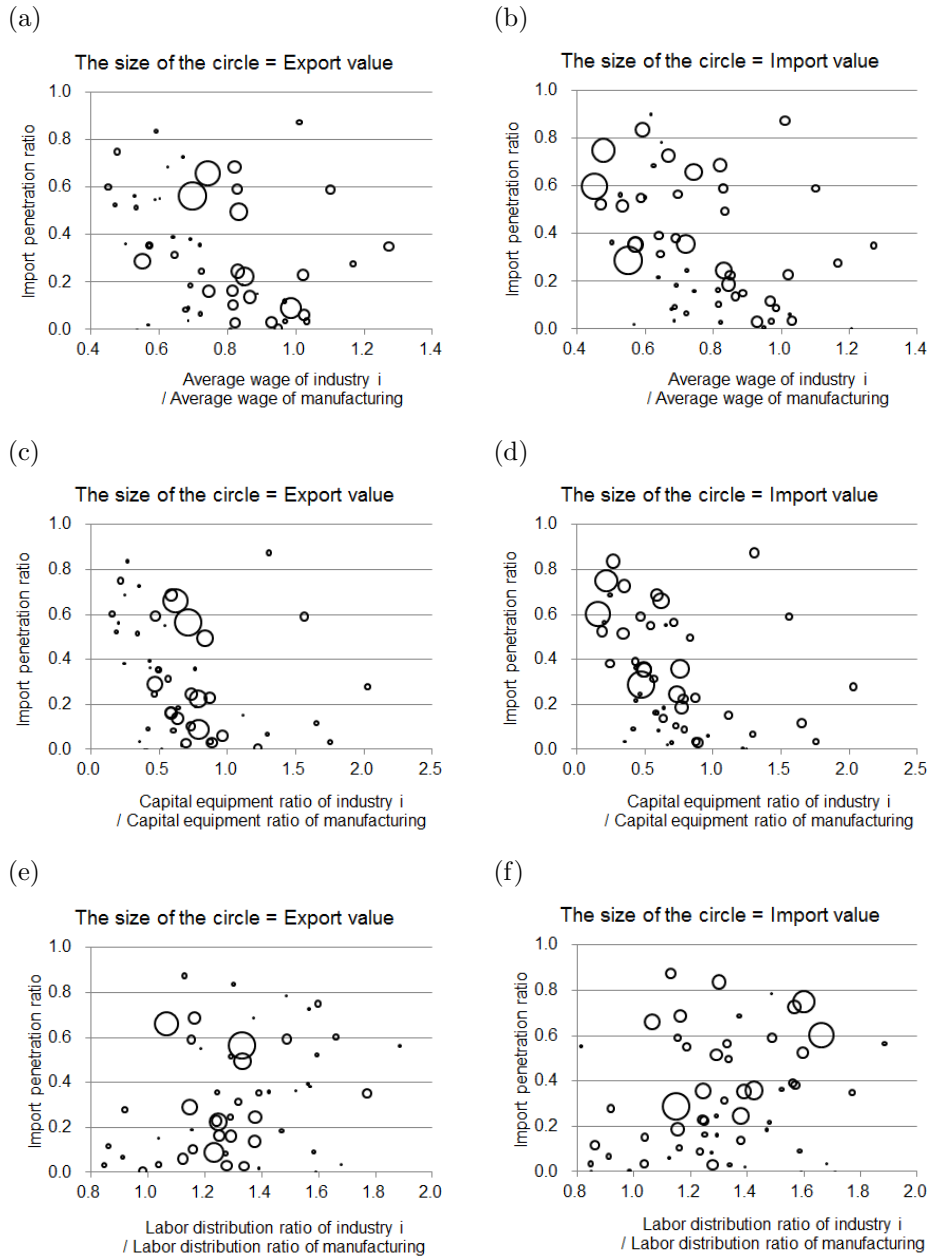 (a)
The size of the circle = Export value
Import penetration ratio
1.0
0.8
0.6
0.4
0.2
0.0
0.4 0.6 0.8 1.0 1.2 1.4
Average wage of industry i
/ Average wage of manufacturing
(b)
The size of the circle = Import value
Import penetration ratio
1.0
0.8
0.6
0.4
0.2
0.0
0.4 0.6 0.8 1.0 1.2 1.4
Average wage of industry i
/ Average wage of manufacturing
(c)
The size of the circle = Export value
Import penetration ratio
1.0
0.8
0.6
0.4
0.2
0.0
0.0 0.5 1.0 1.5 2.0 2.5
Capital equipment ratio of industry i
/ Capital equipment ratio of manufacturing
(d)
The size of the circle = Import value
Import penetration ratio
1.0
0.8
0.6
0.4
0.2
0.0
0.0 0.5 1.0 1.5 2.0 2.5
Capital equipment ratio of industry i
/ Capital equipment ratio of manufacturing
(e)
The size of the circle = Export value
Import penetration ratio
1.0
0.8
0.6
0.4
0.2
0.0
0.8 1.0 1.2 1.4 1.6 1.8 2.0
Labor distribution ratio of industry i
/ Labor distribution ratio of manufacturing
(f)
The size of the circle = Import value
Import penetration ratio
1.0
0.8
0.6
0.4
0.2
0.0
0.8 1.0 1.2 1.4 1.6 1.8 2.0
Labor distribution ratio of industry i
/ Labor distribution ratio of manufacturing